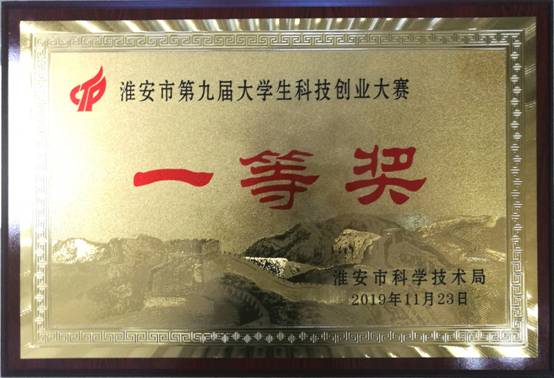 淮安市第九届大学生科技创业大赛
一等奖
淮安市科学技术局
2019年11月23日